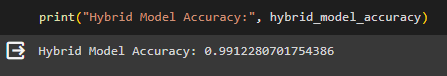 print("Hybrid Model Accuracy:", hybrid_model_accuracy)
Hybrid Model Accuracy: 0.9912280701754386